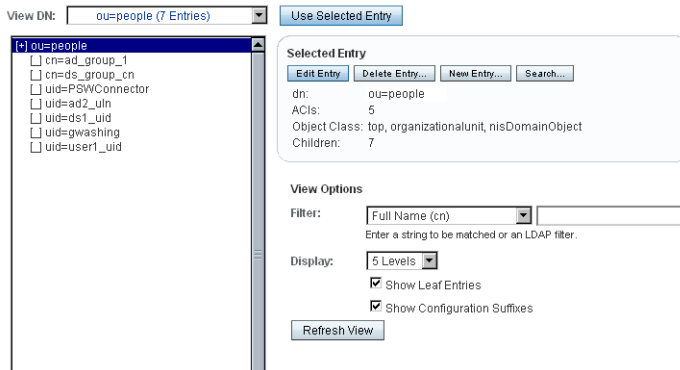 View DN: ou=people (7 Entries) Use Selected Entry
[+] ou=people
[_] cn=ad_group_1
[_] cn=ds_group_cn
[_] uid=PSWConnector
[_] uid=ad2_uln
[_] uid=ds1_uid
[_] uid=gwashing
[_] uid=user1_uid
Selected Entry
Edit Entry Delete Entry... New Entry... Search...
dn: ou=people
ACIs: 5
Object Class: top, organizationalunit, nisDomainObject
Children: 7
View Options
Filter: Full Name (cn)
Enter a string to be matched or an LDAP filter.
Display: 5 Levels
Show Leaf Entries
Show Configuration Suffixes
Refresh View